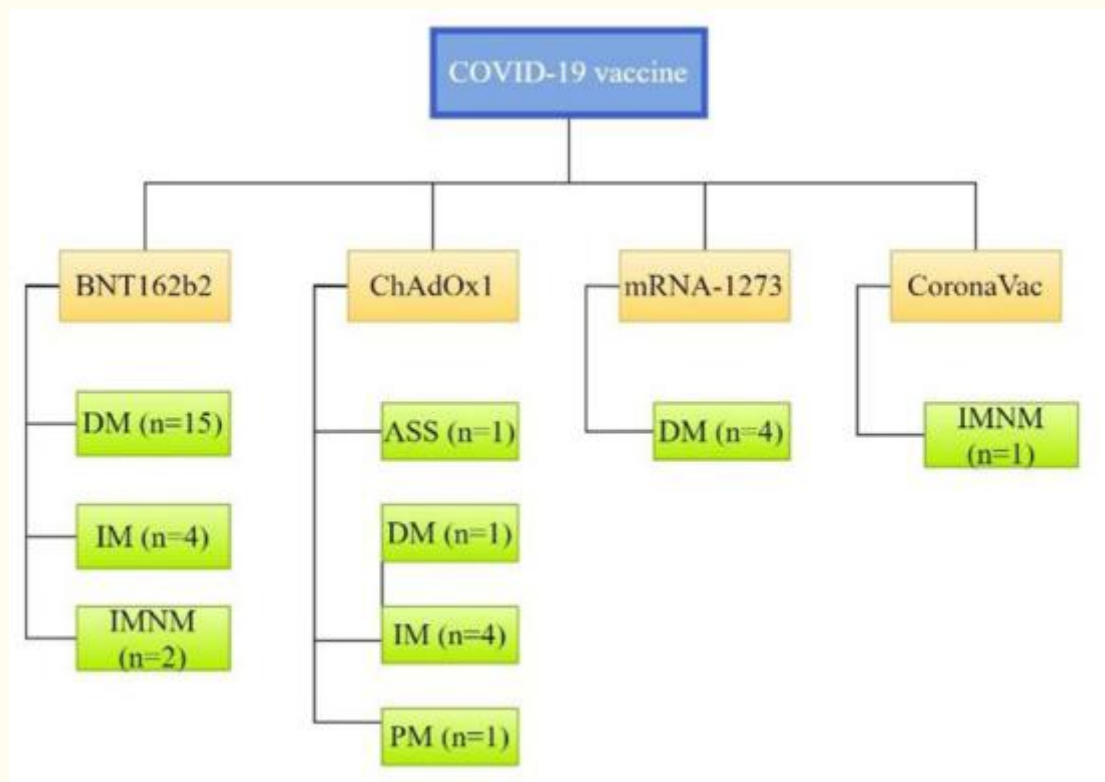 COVID-19 vaccine
BNT162b2
ChAdOx1
mRNA-1273
CoronaVac
DM (n=15)
IM (n=4)
IMNM
(n=2)
ASS (n=1)
DM (n=1)
IM (n=4)
PM (n=1)
DM (n=4)
IMNM
(n=1)